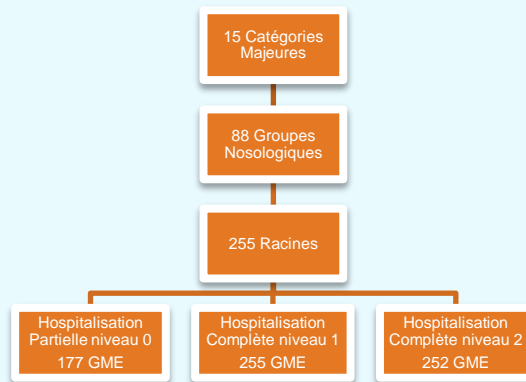 15 Catégories
Majeures
88 Groupes
Nosologiques
255 Racines
Hospitalisation
Partielle niveau 0
177 GME
Hospitalisation
Complète niveau 1
255 GME
Hospitalisation
Complète niveau 2
252 GME